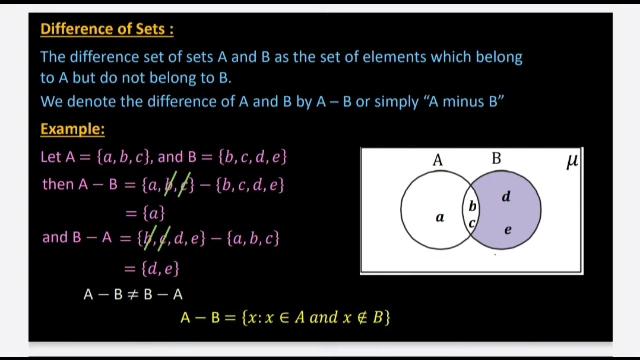 Difference of Sets :
The difference set of sets A and B as the set of elements which belong
to A but do not belong to B.
We denote the difference of A and B by A – B or simply “A minus B”
Example:
Let A = {a, b, c}, and B = {b, c, d, e}
then A – B = {a, b, c} – {b, c, d, e}
= {a}
and B – A = {b, c, d, e} – {a, b, c}
= {d, e}
A – B ≠ B – A
A – B = {x: x ∈ A and x ∉ B}
A B μ
a b c d e